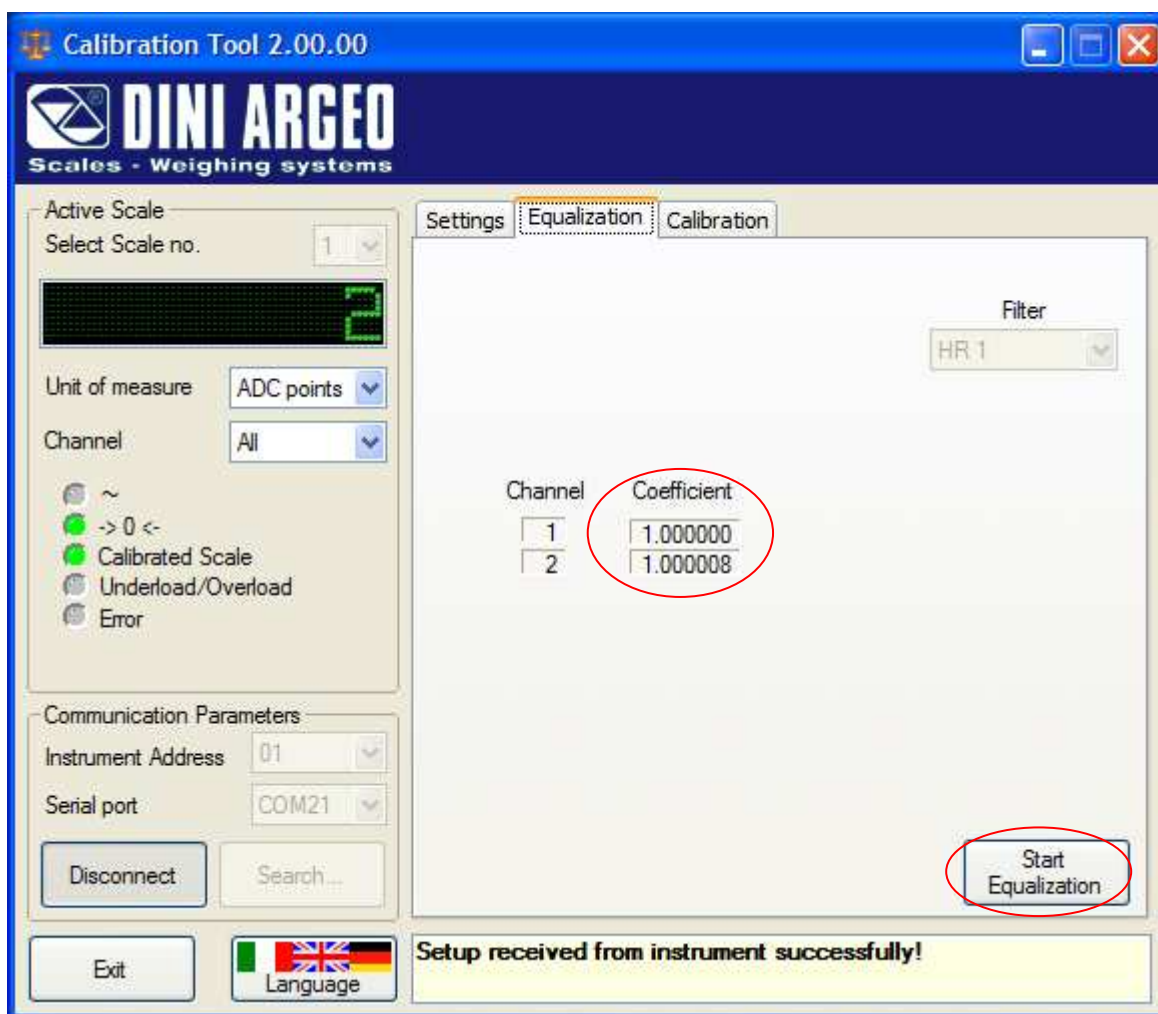 Calibration Tool 2.00.00
DINI ARGEO
Scales - Weighing systems
Active Scale
Select Scale no. 1
2
Unit of measure ADC points
Channel All
~
-> 0 <-
Calibrated Scale
Underload/Overload
Error
Communication Parameters
Instrument Address 01
Serial port COM21
Disconnect Search...
Exit Language
Settings Equalization Calibration
Filter
HR 1
Channel Coefficient
1 1.000000
2 1.000008
Start
Equalization
Setup received from instrument successfully!